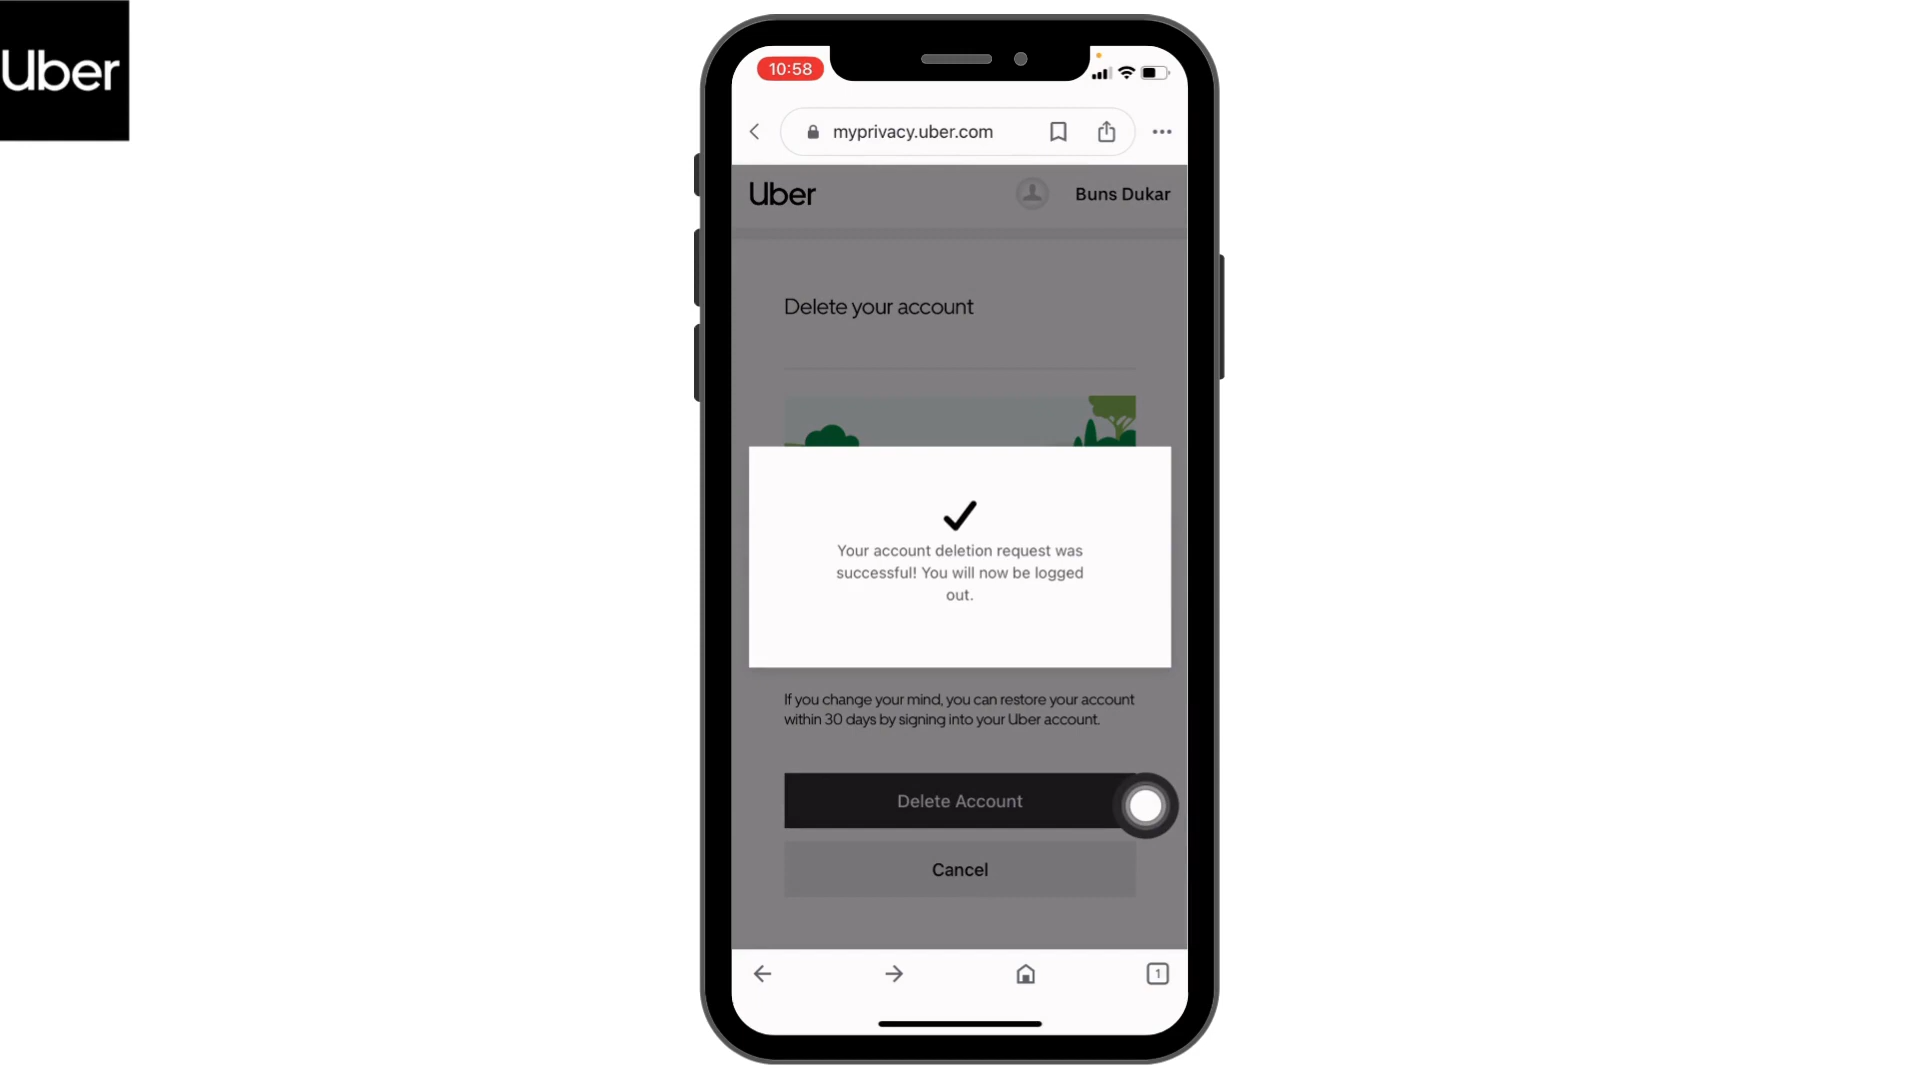 Uber
10:58
myprivacy.uber.com
Uber
Buns Dukar
Delete your account
Your account deletion request was
successful! You will now be logged
out.
If you change your mind, you can restore your account
within 30 days by signing into your Uber account.
Delete Account
Cancel
1